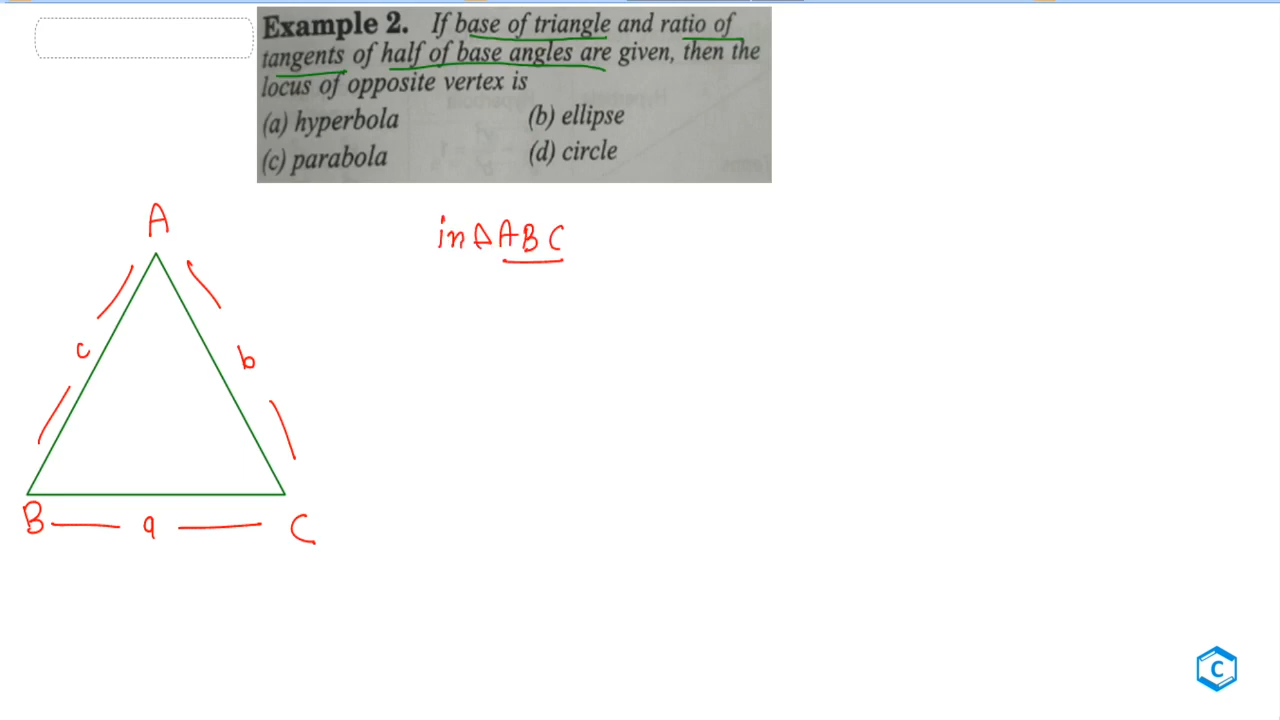 Example 2. If base of triangle and ratio of
tangents of half of base angles are given, then the
locus of opposite vertex is
(a) hyperbola (b) ellipse
(c) parabola (d) circle
A
in Δ ABC
c
b
B a C
C